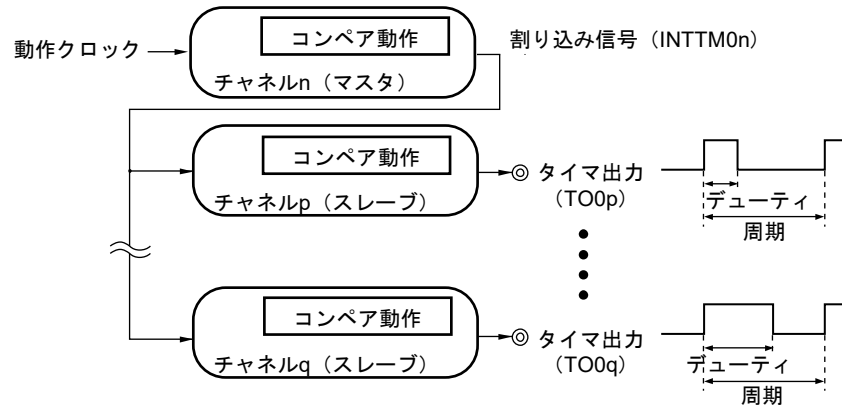 コンペア動作
動作クロック
割り込み信号（INTTM0n）
チャネルn（マスタ）
コンペア動作
タイマ出力
（TO0p）
チャネルp（スレーブ）
デューティ
周期
コンペア動作
タイマ出力
（TO0q）
チャネルq（スレーブ）
デューティ
周期